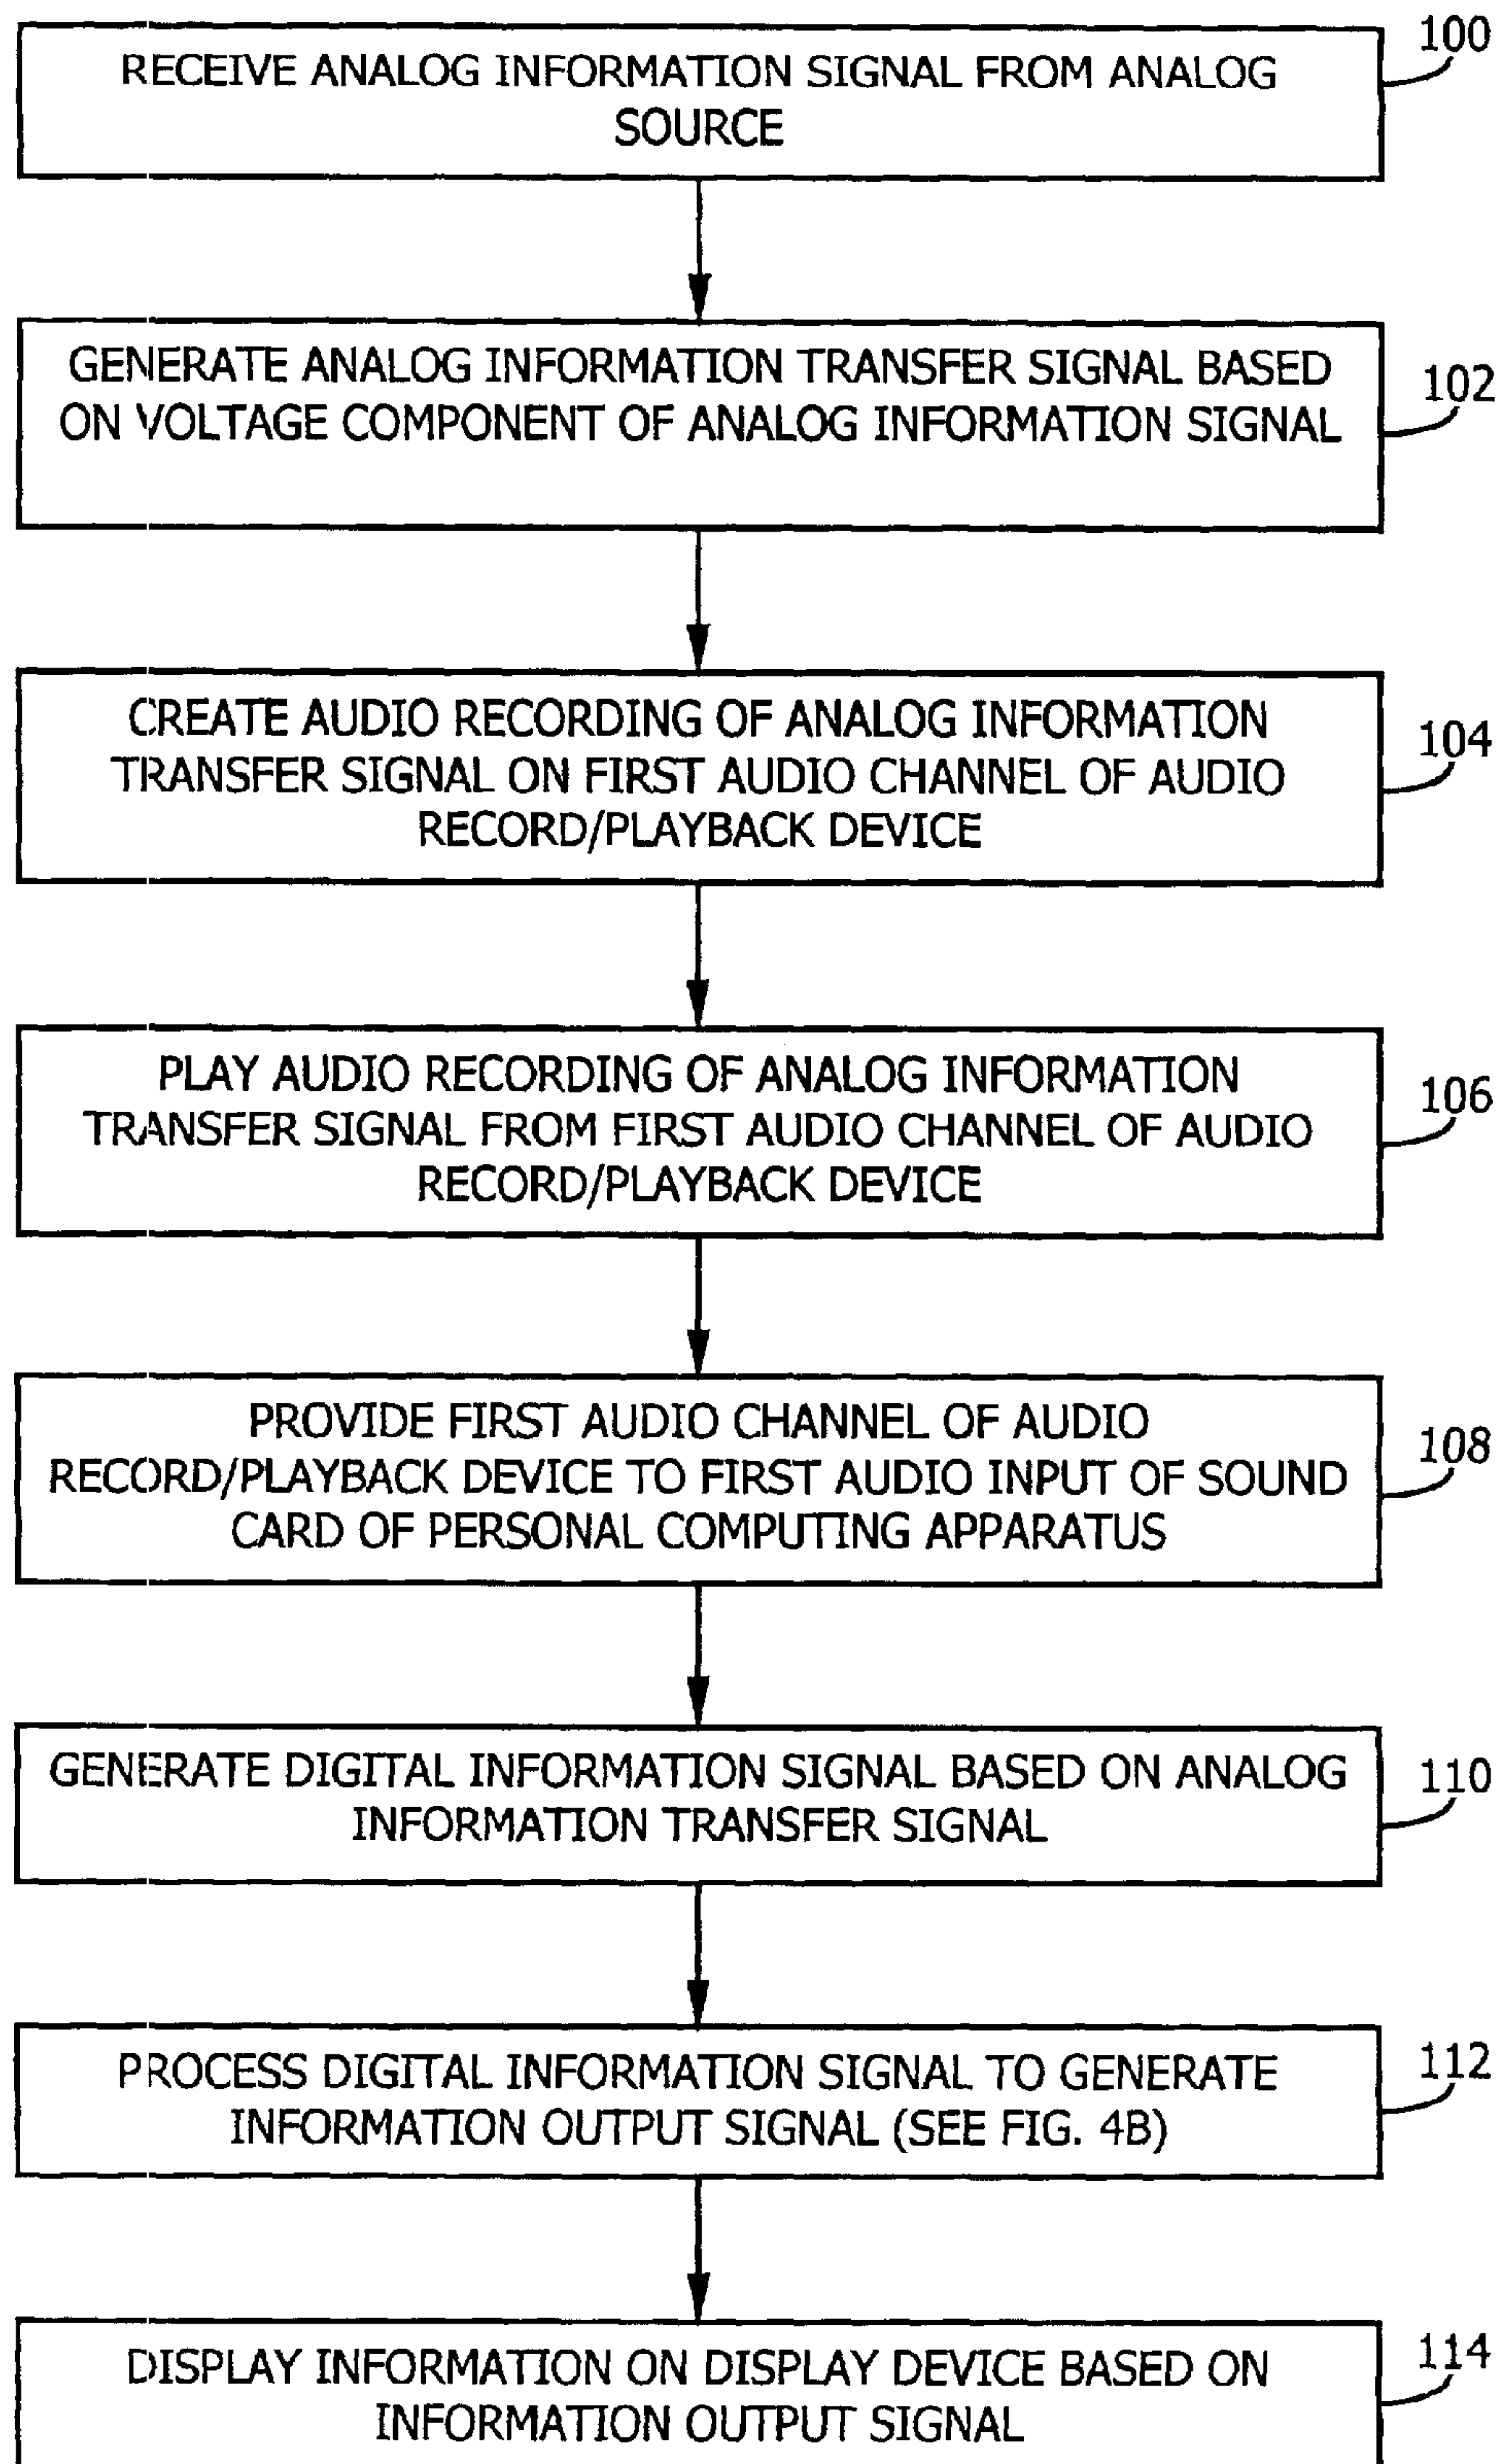 100
RECEIVE ANALOG INFORMATION SIGNAL FROM ANALOG
SOURCE
102
GENERATE ANALOG INFORMATION TRANSFER SIGNAL BASED
ON VOLTAGE COMPONENT OF ANALOG INFORMATION SIGNAL
104
CREATE AUDIO RECORDING OF ANALOG INFORMATION
TRANSFER SIGNAL ON FIRST AUDIO CHANNEL OF AUDIO
RECORD/PLAYBACK DEVICE
106
PLAY AUDIO RECORDING OF ANALOG INFORMATION
TRANSFER SIGNAL FROM FIRST AUDIO CHANNEL OF AUDIO
RECORD/PLAYBACK DEVICE
108
PROVIDE FIRST AUDIO CHANNEL OF AUDIO
RECORD/PLAYBACK DEVICE TO FIRST AUDIO INPUT OF SOUND
CARD OF PERSONAL COMPUTING APPARATUS
110
GENERATE DIGITAL INFORMATION SIGNAL BASED ON ANALOG
INFORMATION TRANSFER SIGNAL
112
PROCESS DIGITAL INFORMATION SIGNAL TO GENERATE
INFORMATION OUTPUT SIGNAL (SEE FIG. 4B)
114
DISPLAY INFORMATION ON DISPLAY DEVICE BASED ON
INFORMATION OUTPUT SIGNAL